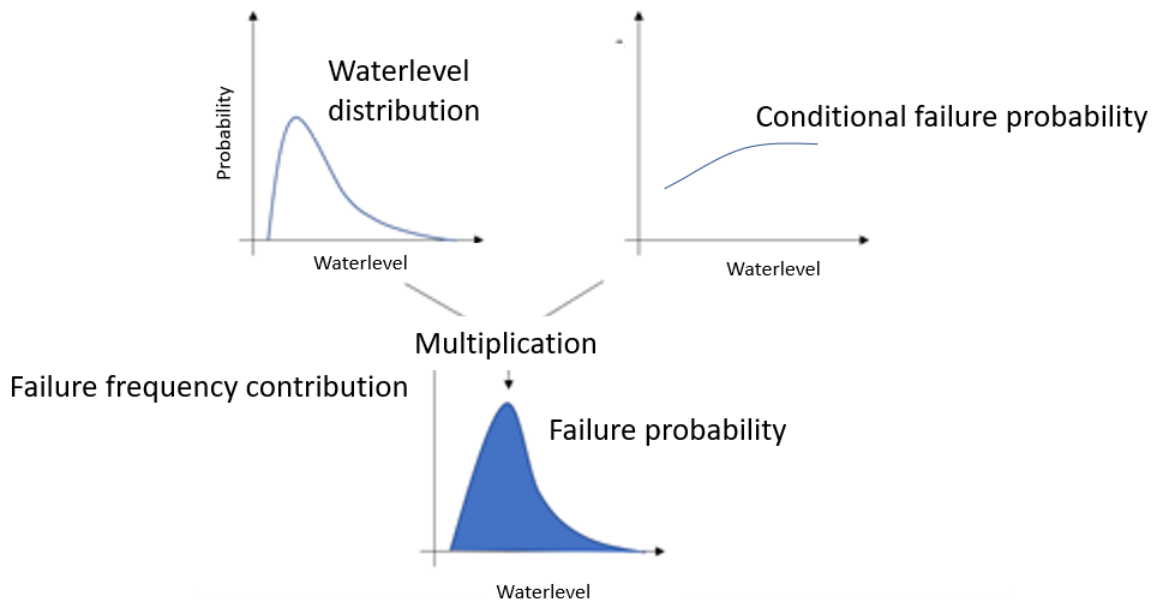 Waterlevel
distribution
Probability
Waterlevel
Conditional failure probability
Waterlevel
Multiplication
Failure frequency contribution
Failure probability
Waterlevel